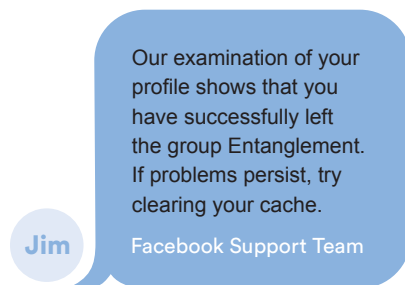 Our examination of your
profile shows that you
have successfully left
the group Entanglement.
If problems persist, try
clearing your cache.
Jim
Facebook Support Team